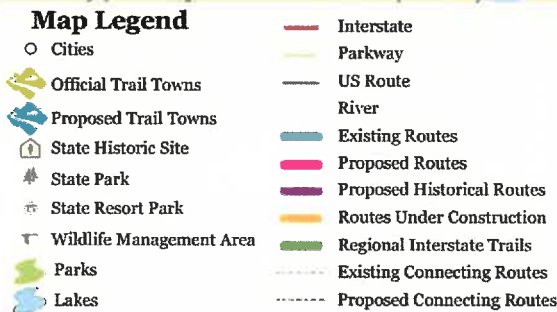 Map Legend
Cities
Official Trail Towns
Proposed Trail Towns
State Historic Site
State Park
State Resort Park
Wildlife Management Area
Parks
Lakes
Interstate
Parkway
US Route
River
Existing Routes
Proposed Routes
Proposed Historical Routes
Routes Under Construction
Regional Interstate Trails
Existing Connecting Routes
Proposed Connecting Routes